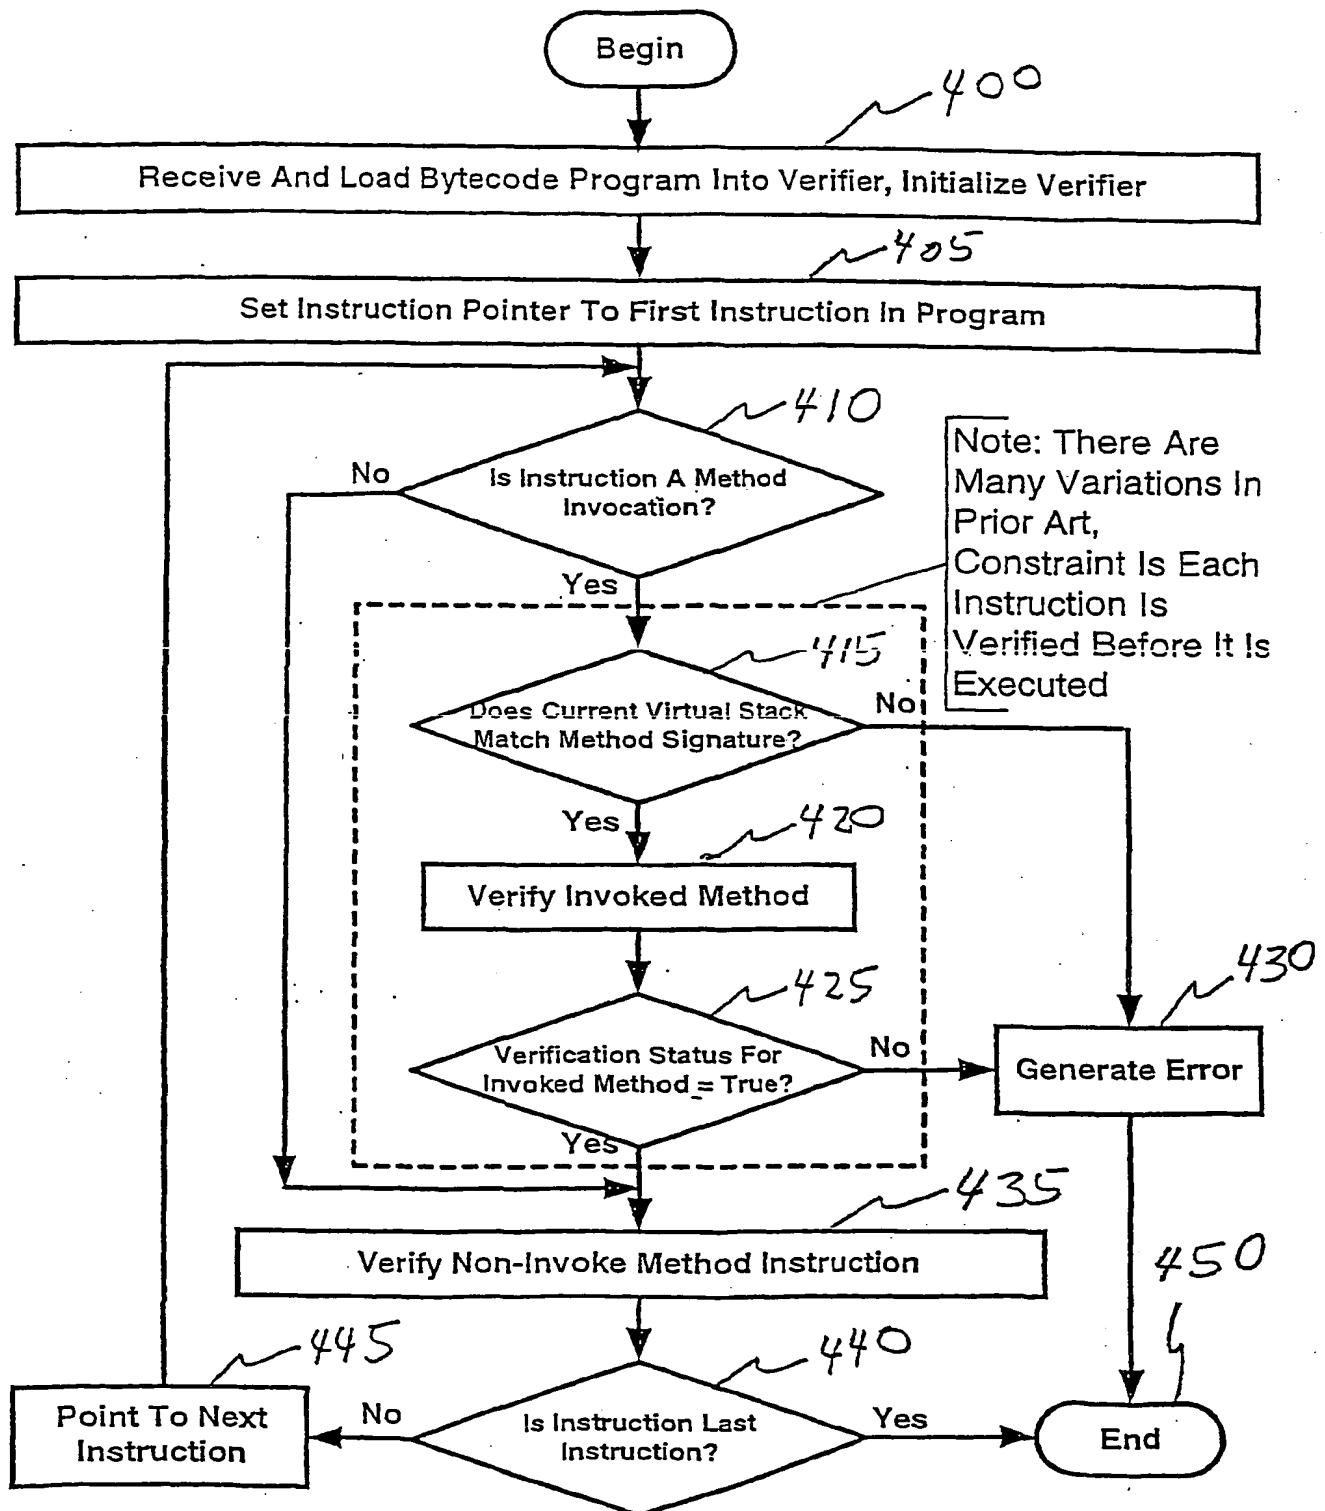 Begin
400
Receive And Load Bytecode Program Into Verifier, Initialize Verifier
405
Set Instruction Pointer To First Instruction In Program
410
Is Instruction A Method
Invocation?
No
Yes
Note: There Are
Many Variations In
Prior Art,
Constraint Is Each
Instruction Is
Verified Before It Is
Executed
415
Does Current Virtual Stack
Match Method Signature?
No
Yes
420
Verify Invoked Method
425
Verification Status For
Invoked Method = True?
No
Yes
430
Generate Error
435
Verify Non-Invoke Method Instruction
450
445
Point To Next
Instruction
440
Is Instruction Last
Instruction?
No
Yes
End